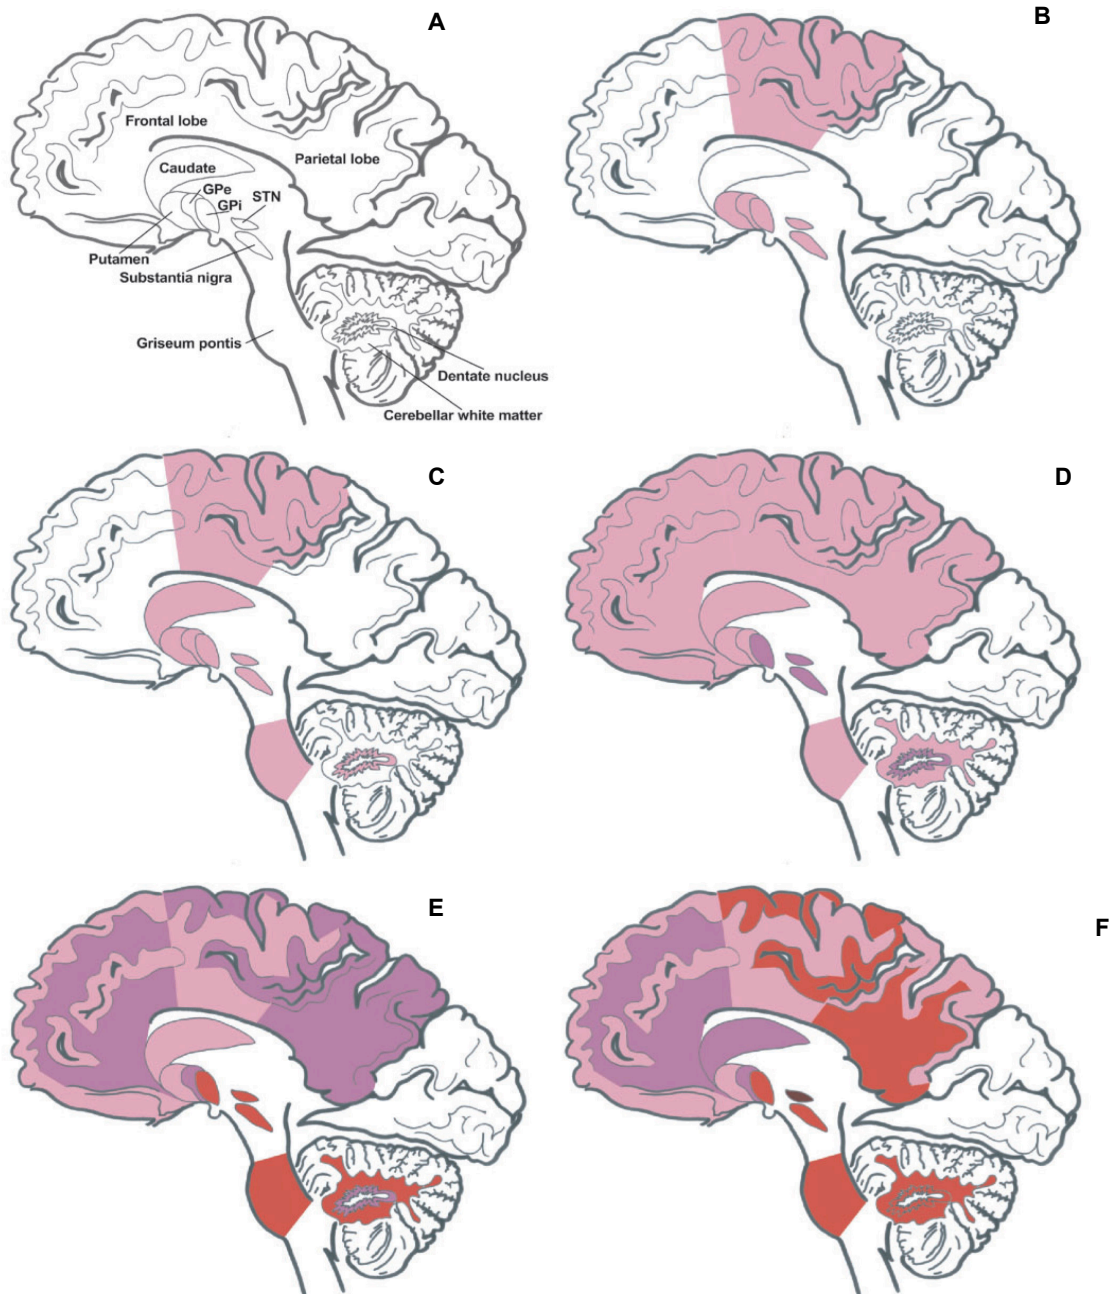 A
B
Frontal lobe
Parietal lobe
Caudate
GPe
GPi
STN
Putamen
Substantia nigra
Griseum pontis
Dentate nucleus
Cerebellar white matter
C
D
E
F